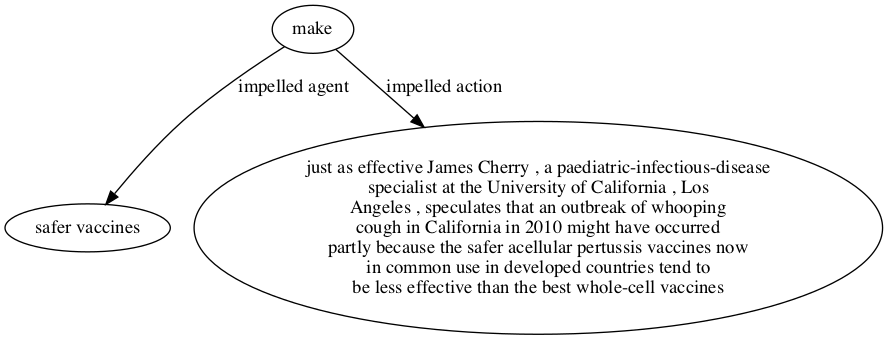 make
impelled agent
impelled action
safer vaccines
just as effective James Cherry , a paediatric-infectious-disease
specialist at the University of California , Los
Angeles , speculates that an outbreak of whooping
cough in California in 2010 might have occurred
partly because the safer acellular pertussis vaccines now
in common use in developed countries tend to
be less effective than the best whole-cell vaccines